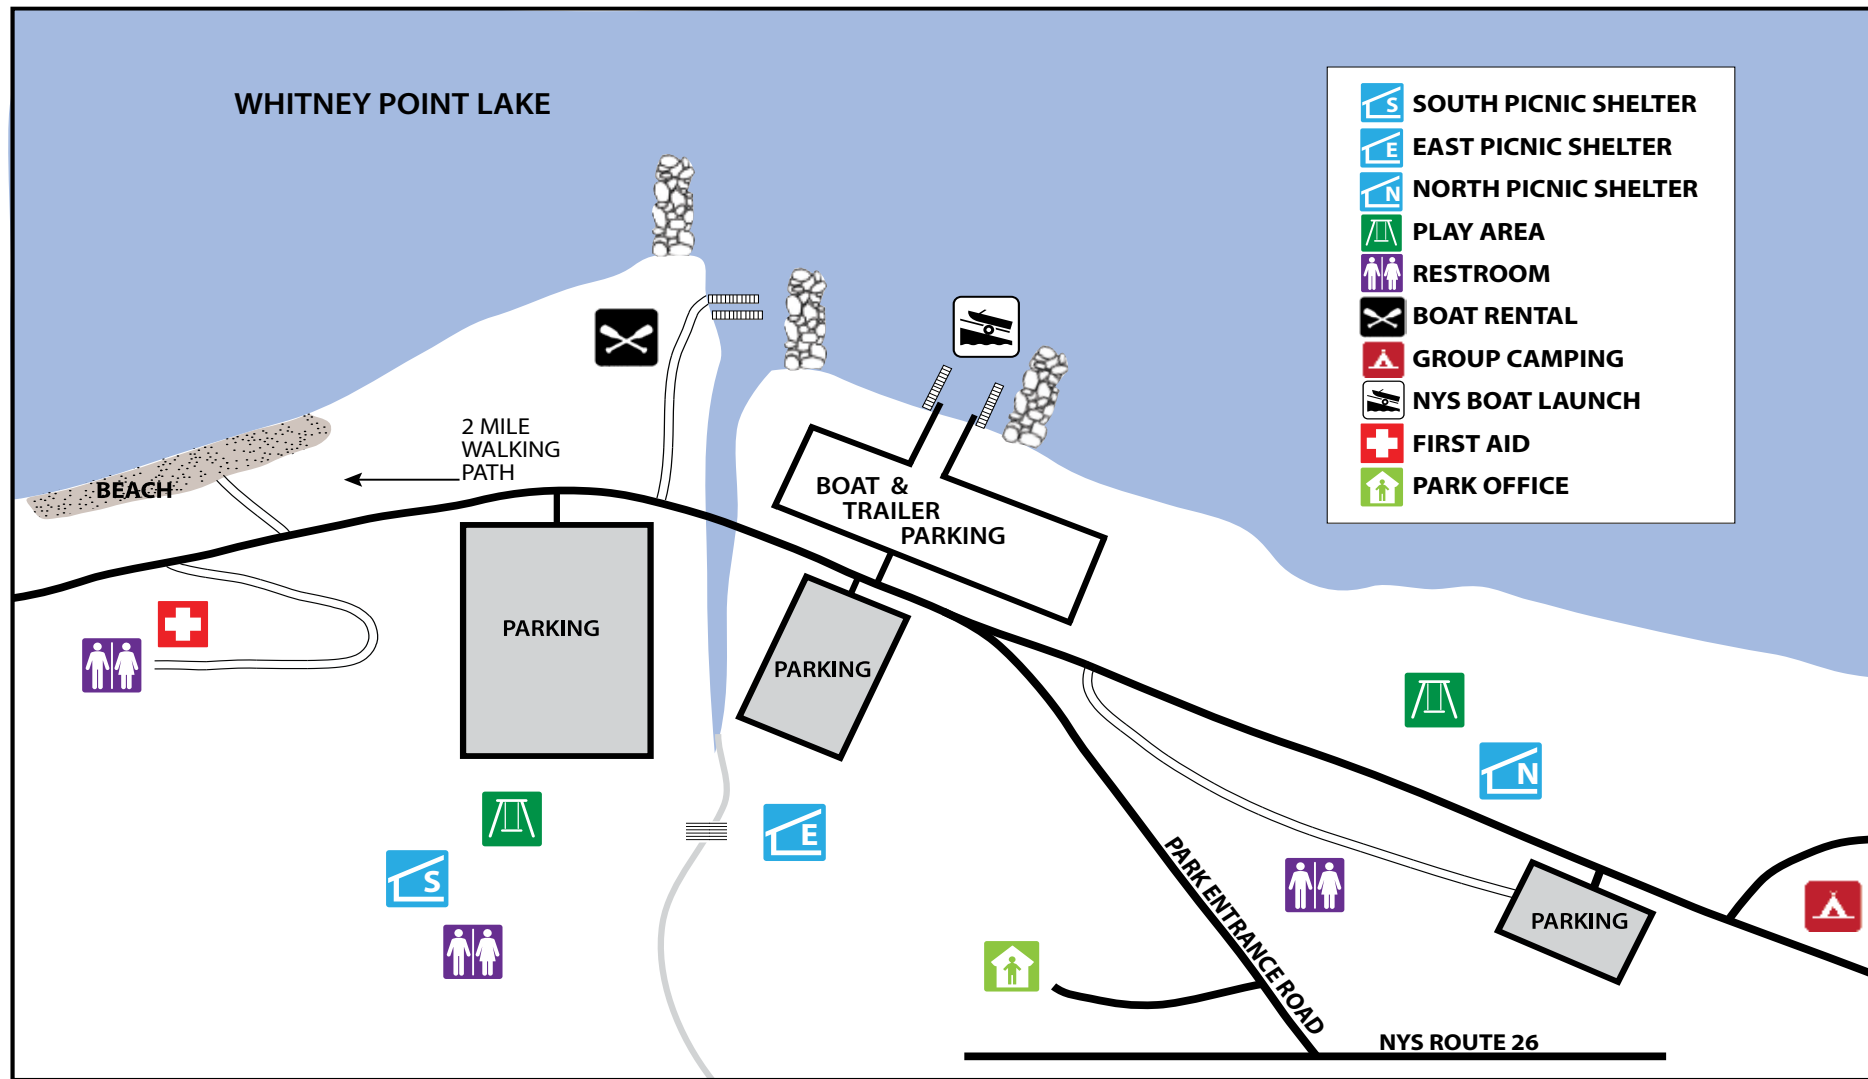 WHITNEY POINT LAKE
S SOUTH PICNIC SHELTER
E EAST PICNIC SHELTER
N NORTH PICNIC SHELTER
PLAY AREA
RESTROOM
BOAT RENTAL
GROUP CAMPING
NYS BOAT LAUNCH
FIRST AID
PARK OFFICE
2 MILE
WALKING
PATH
BEACH
BOAT &
TRAILER
PARKING
PARKING
PARKING
N
E
S
PARK ENTRANCE ROAD
PARKING
NYS ROUTE 26